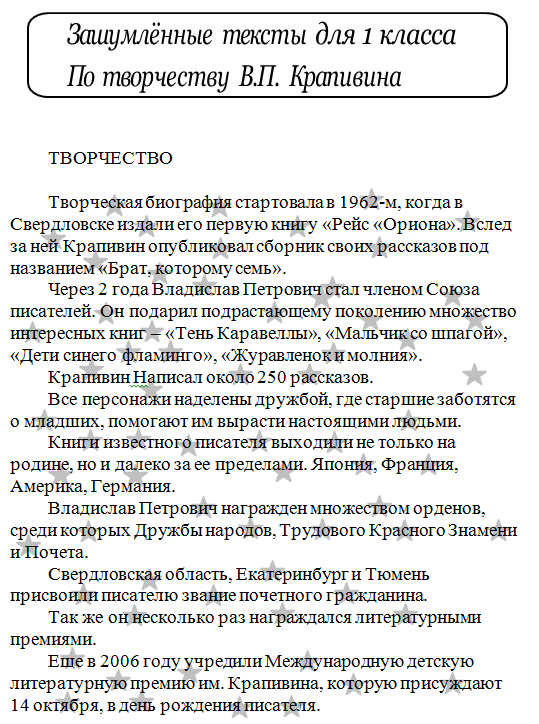 Зашумлённые тексты для 1 класса
По творчеству В.П. Крапивина
ТВОРЧЕСТВО
Творческая биография стартовала в 1962-м, когда в
Свердловске издали его первую книгу «Рейс «Ориона». Вслед
за ней Крапивин опубликовал сборник своих рассказов под
названием «Брат, которому семь».
Через 2 года Владислав Петрович стал членом Союза
писателей. Он подарил подрастающему поколению множество
интересных книг – «Тень Каравеллы», «Мальчик со шпагой»,
«Дети синего фламинго», «Журавленок и молния».
Крапивин Написал около 250 рассказов.
Все персонажи наделены дружбой, где старшие заботятся
о младших, помогают им вырасти настоящими людьми.
Книги известного писателя выходили не только на
родине, но и далеко за ее пределами. Япония, Франция,
Америка, Германия.
Владислав Петрович награжден множеством орденов,
среди которых Дружбы народов, Трудового Красного Знамени
и Почета.
Свердловская область, Екатеринбург и Тюмень
присвоили писателю звание почетного гражданина.
Так же он несколько раз награждался литературными
премиями.
Еще в 2006 году учредили Международную детскую
литературную премию им. Крапивина, которую присуждают
14 октября, в день рождения писателя.